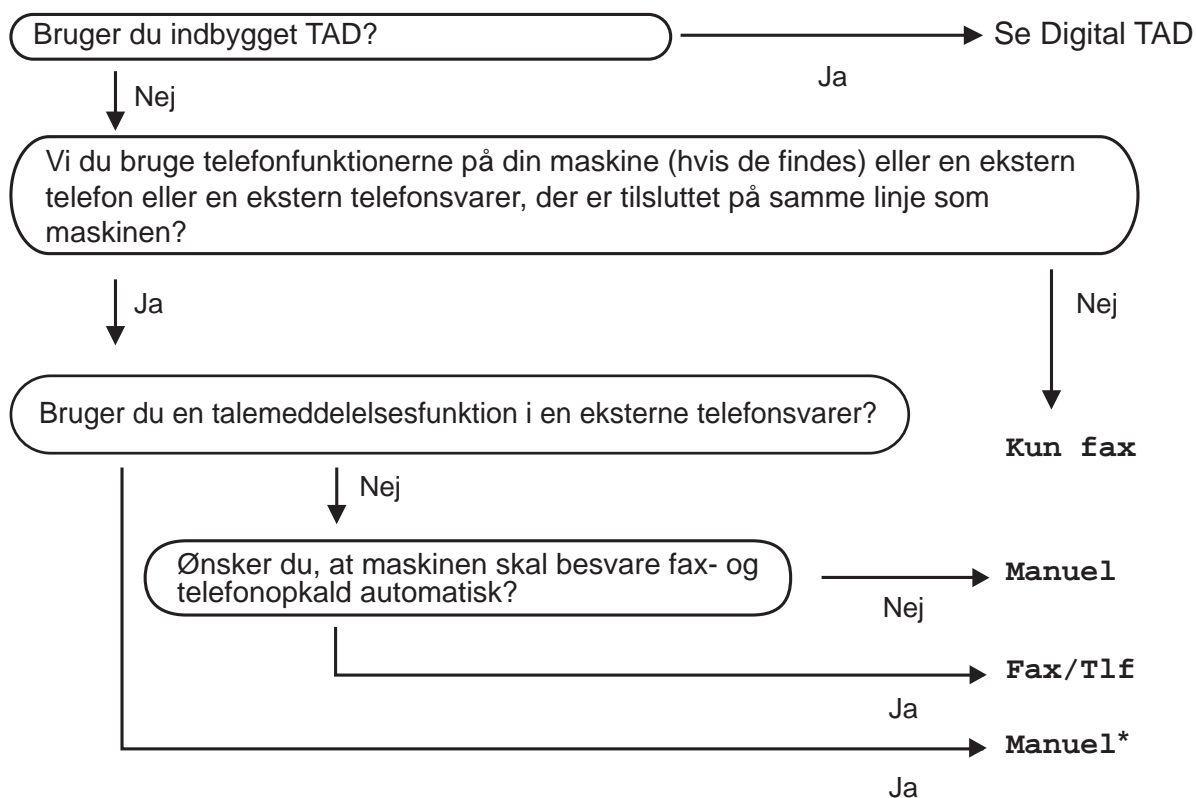 Bruger du indbygget TAD?
Se Digital TAD
Ja
Nej
Vi du bruge telefonfunktionerne på din maskine (hvis de findes) eller en ekstern
telefon eller en ekstern telefonsvarer, der er tilsluttet på samme linje som
maskinen?
Ja
Nej
Bruger du en talemeddelelsesfunktion i en eksterne telefonsvarer?
Kun fax
Nej
Ønsker du, at maskinen skal besvare fax- og
telefonopkald automatisk?
Manuel
Nej
Fax/Tlf
Ja
Manuel*
Ja